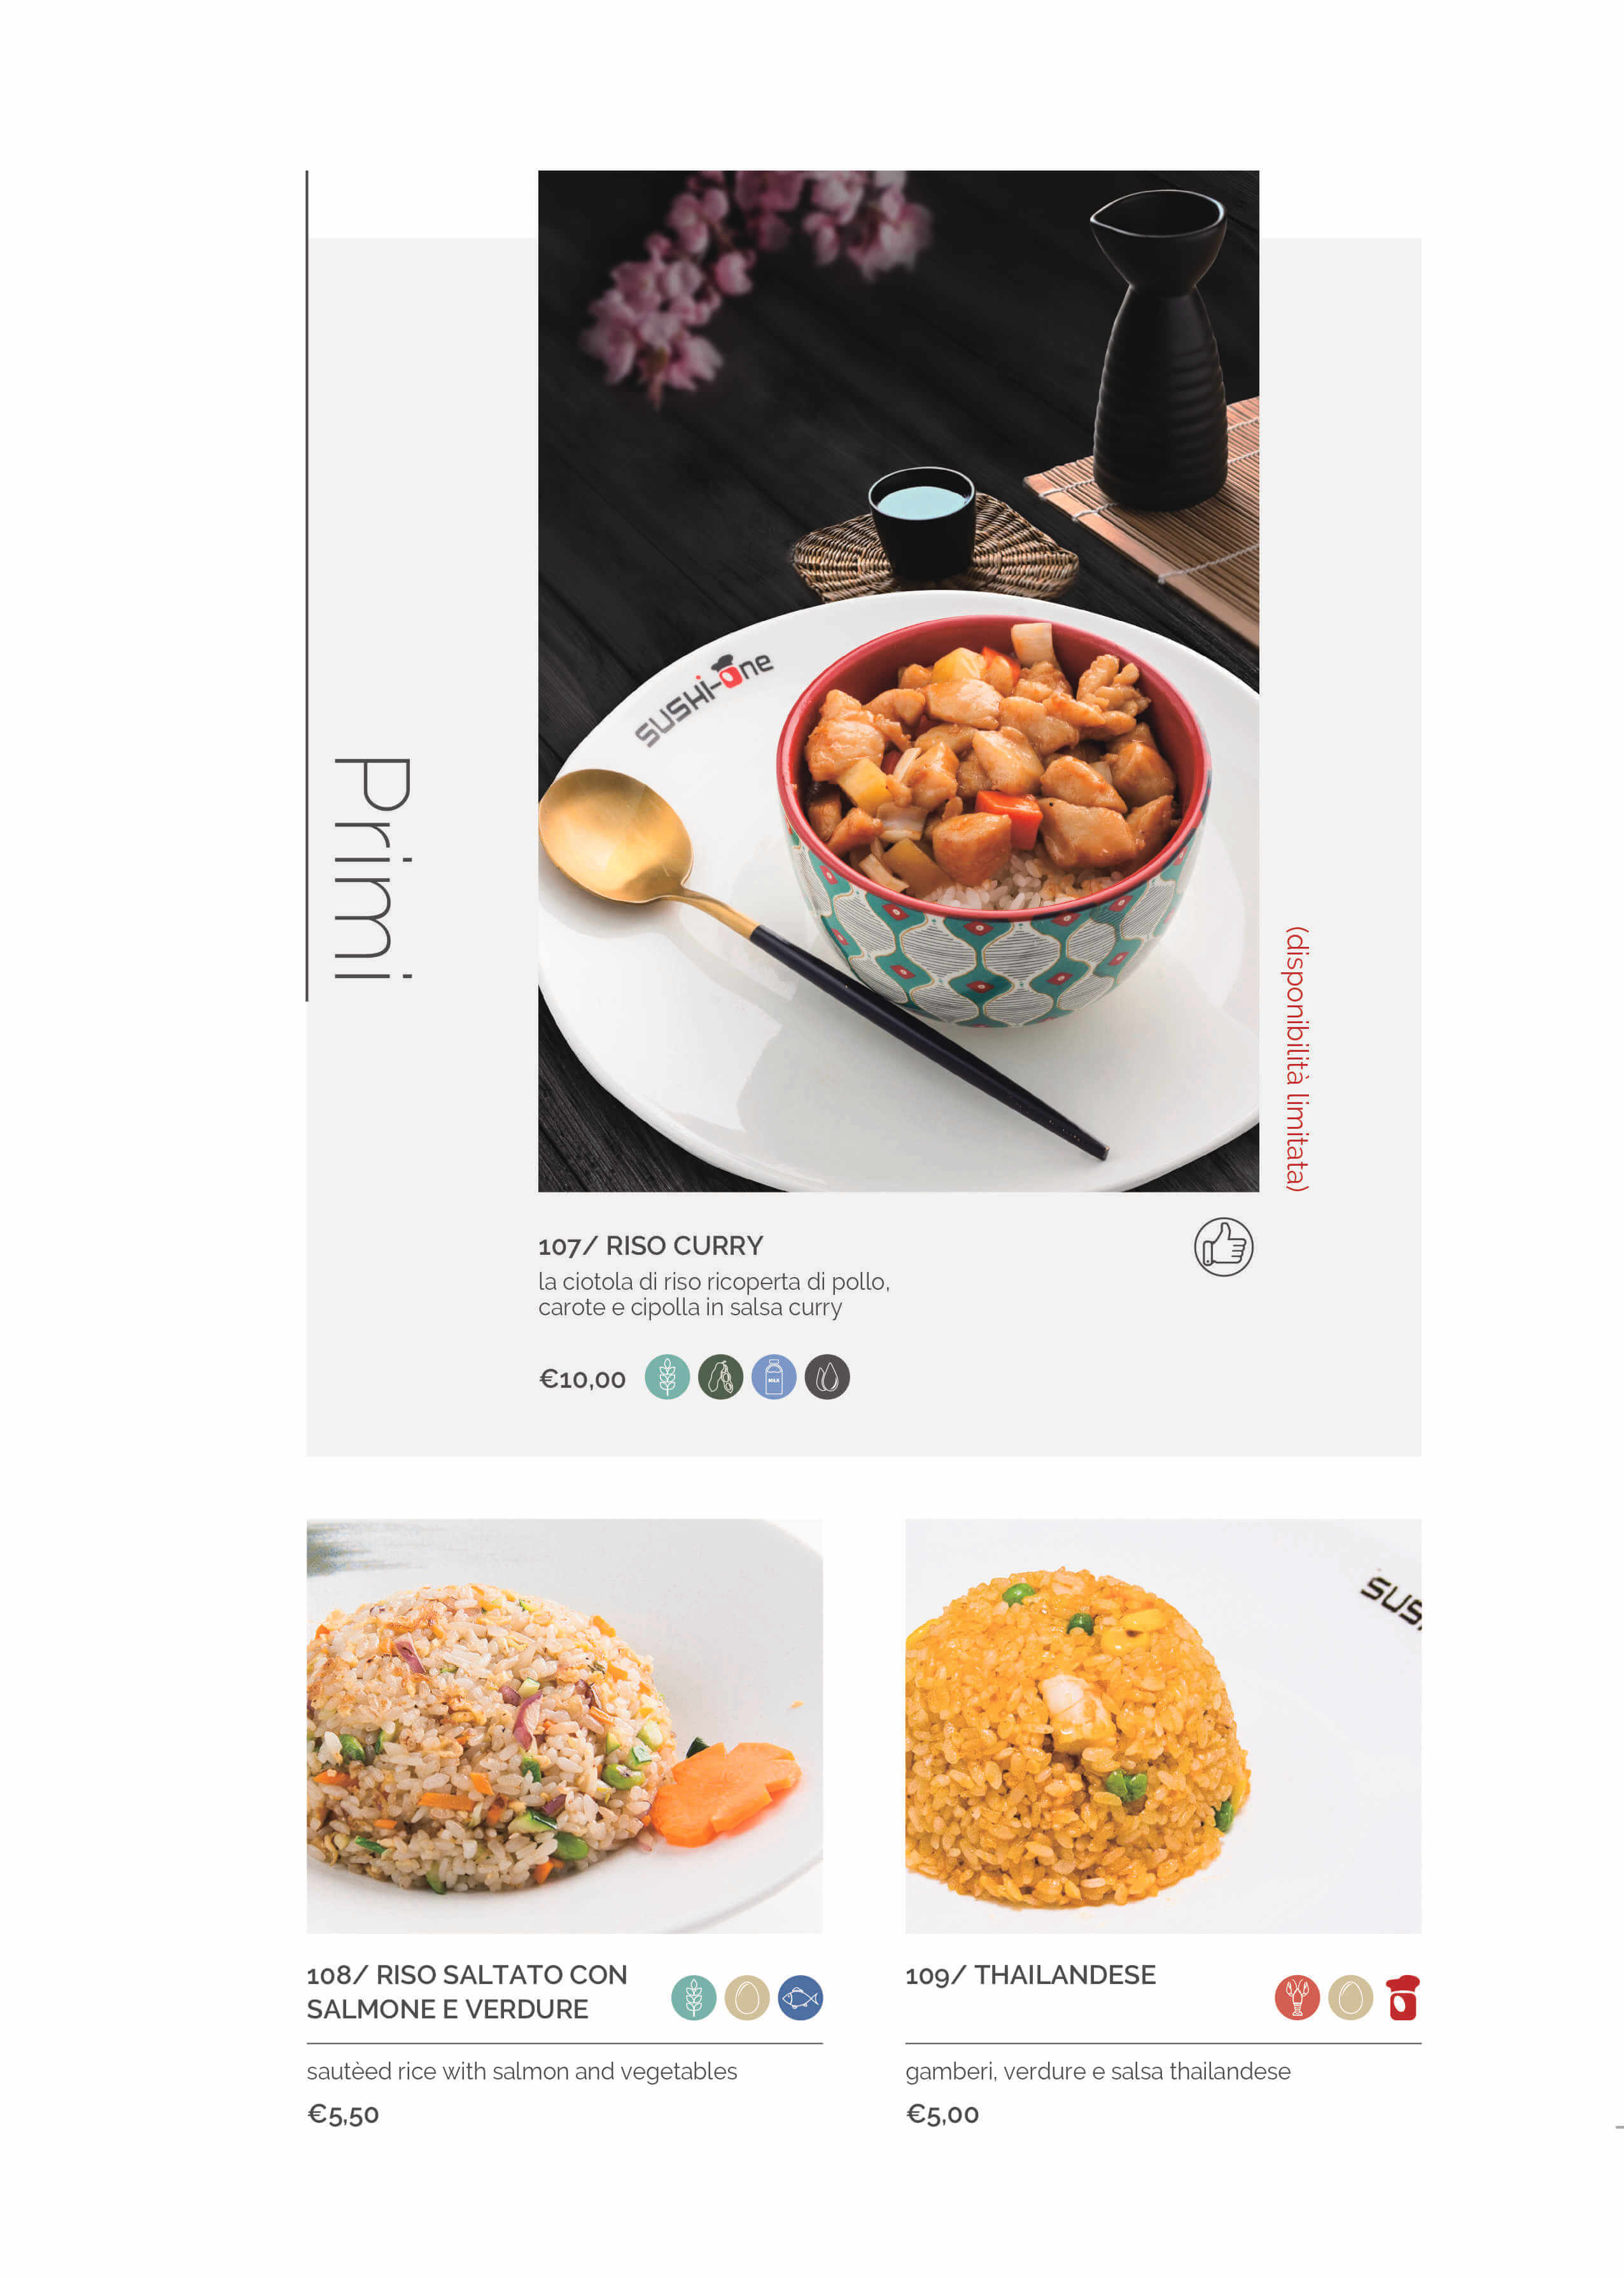 Primi
SUSHi-One
(disponibilità limitata)
107/ RISO CURRY
la ciotola di riso ricoperta di pollo,
carote e cipolla in salsa curry
€10,00
MILK
SUS
108/ RISO SALTATO CON
SALMONE E VERDURE
sautèed rice with salmon and vegetables
€5,50
109/ THAILANDESE
gamberi, verdure e salsa thailandese
€5,00